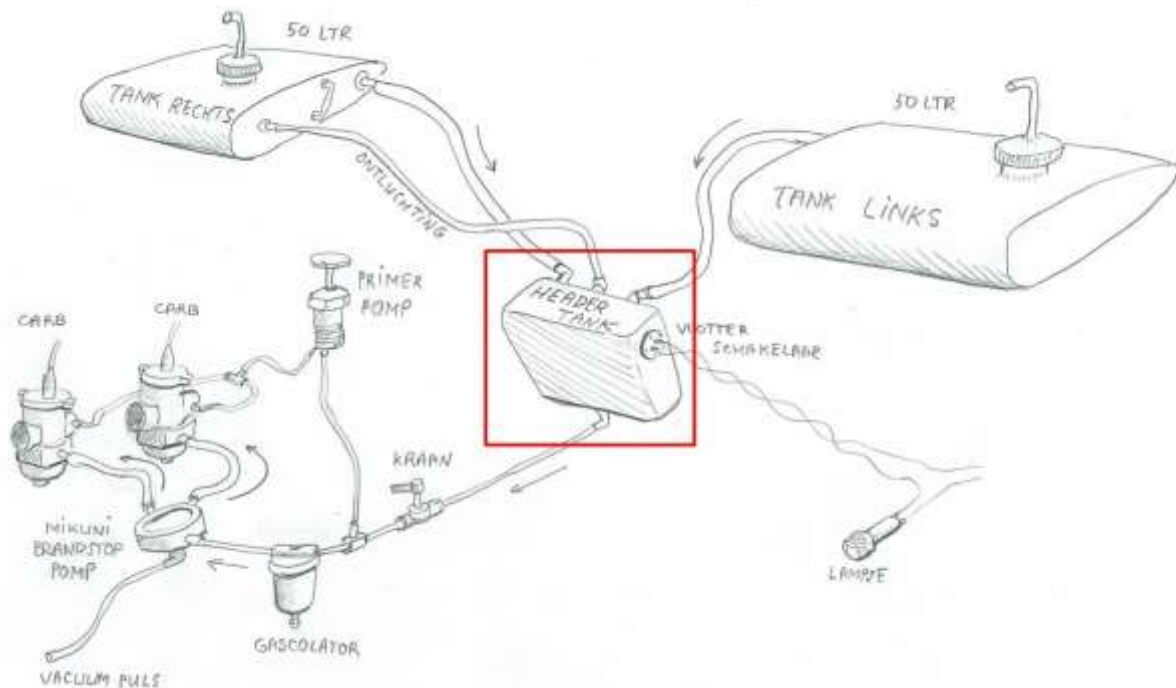 50 LTR
TANK RECHTS
50 LTR
TANK LINKS
ONTLUCHTING
HEADER
TANK
VLOTTER
SCHAKELAAR
PRIMER
POMP
CARB
CARB
KRAAN
MIKUNI
BRANDSTOP
POMP
GASCOLATOR
LAMPJE
VACUUM PULS